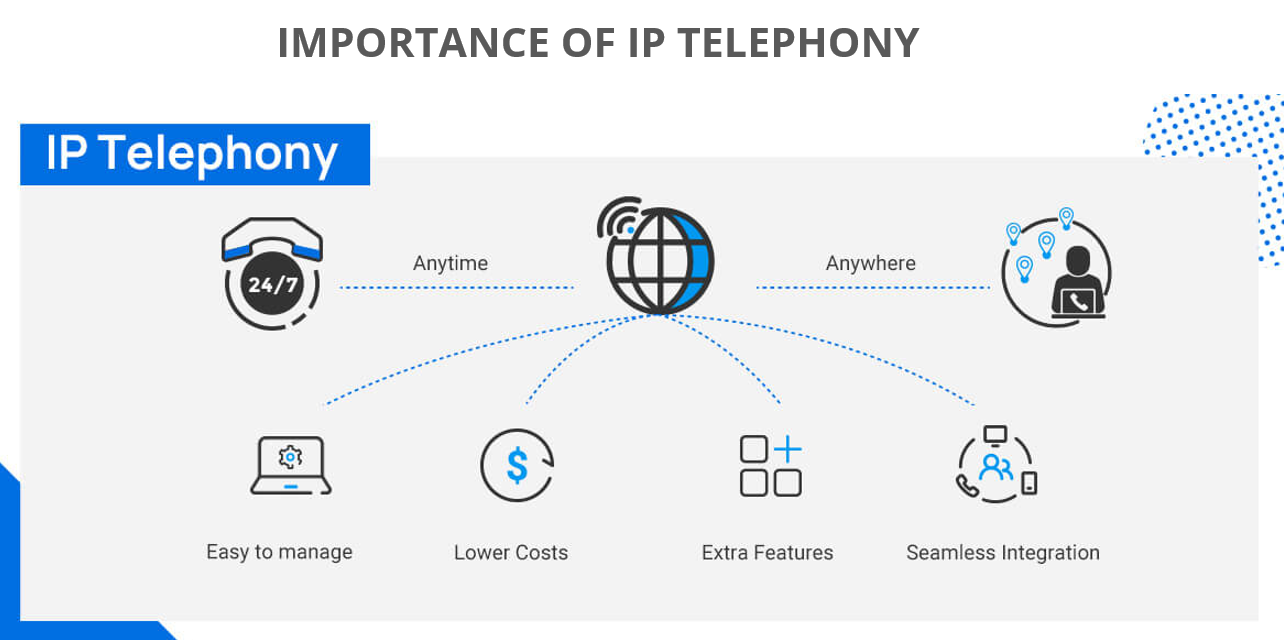 IMPORTANCE OF IP TELEPHONY
IP Telephony
24/7
Anytime
Anywhere
$
Easy to manage
Lower Costs
Extra Features
Seamless Integration